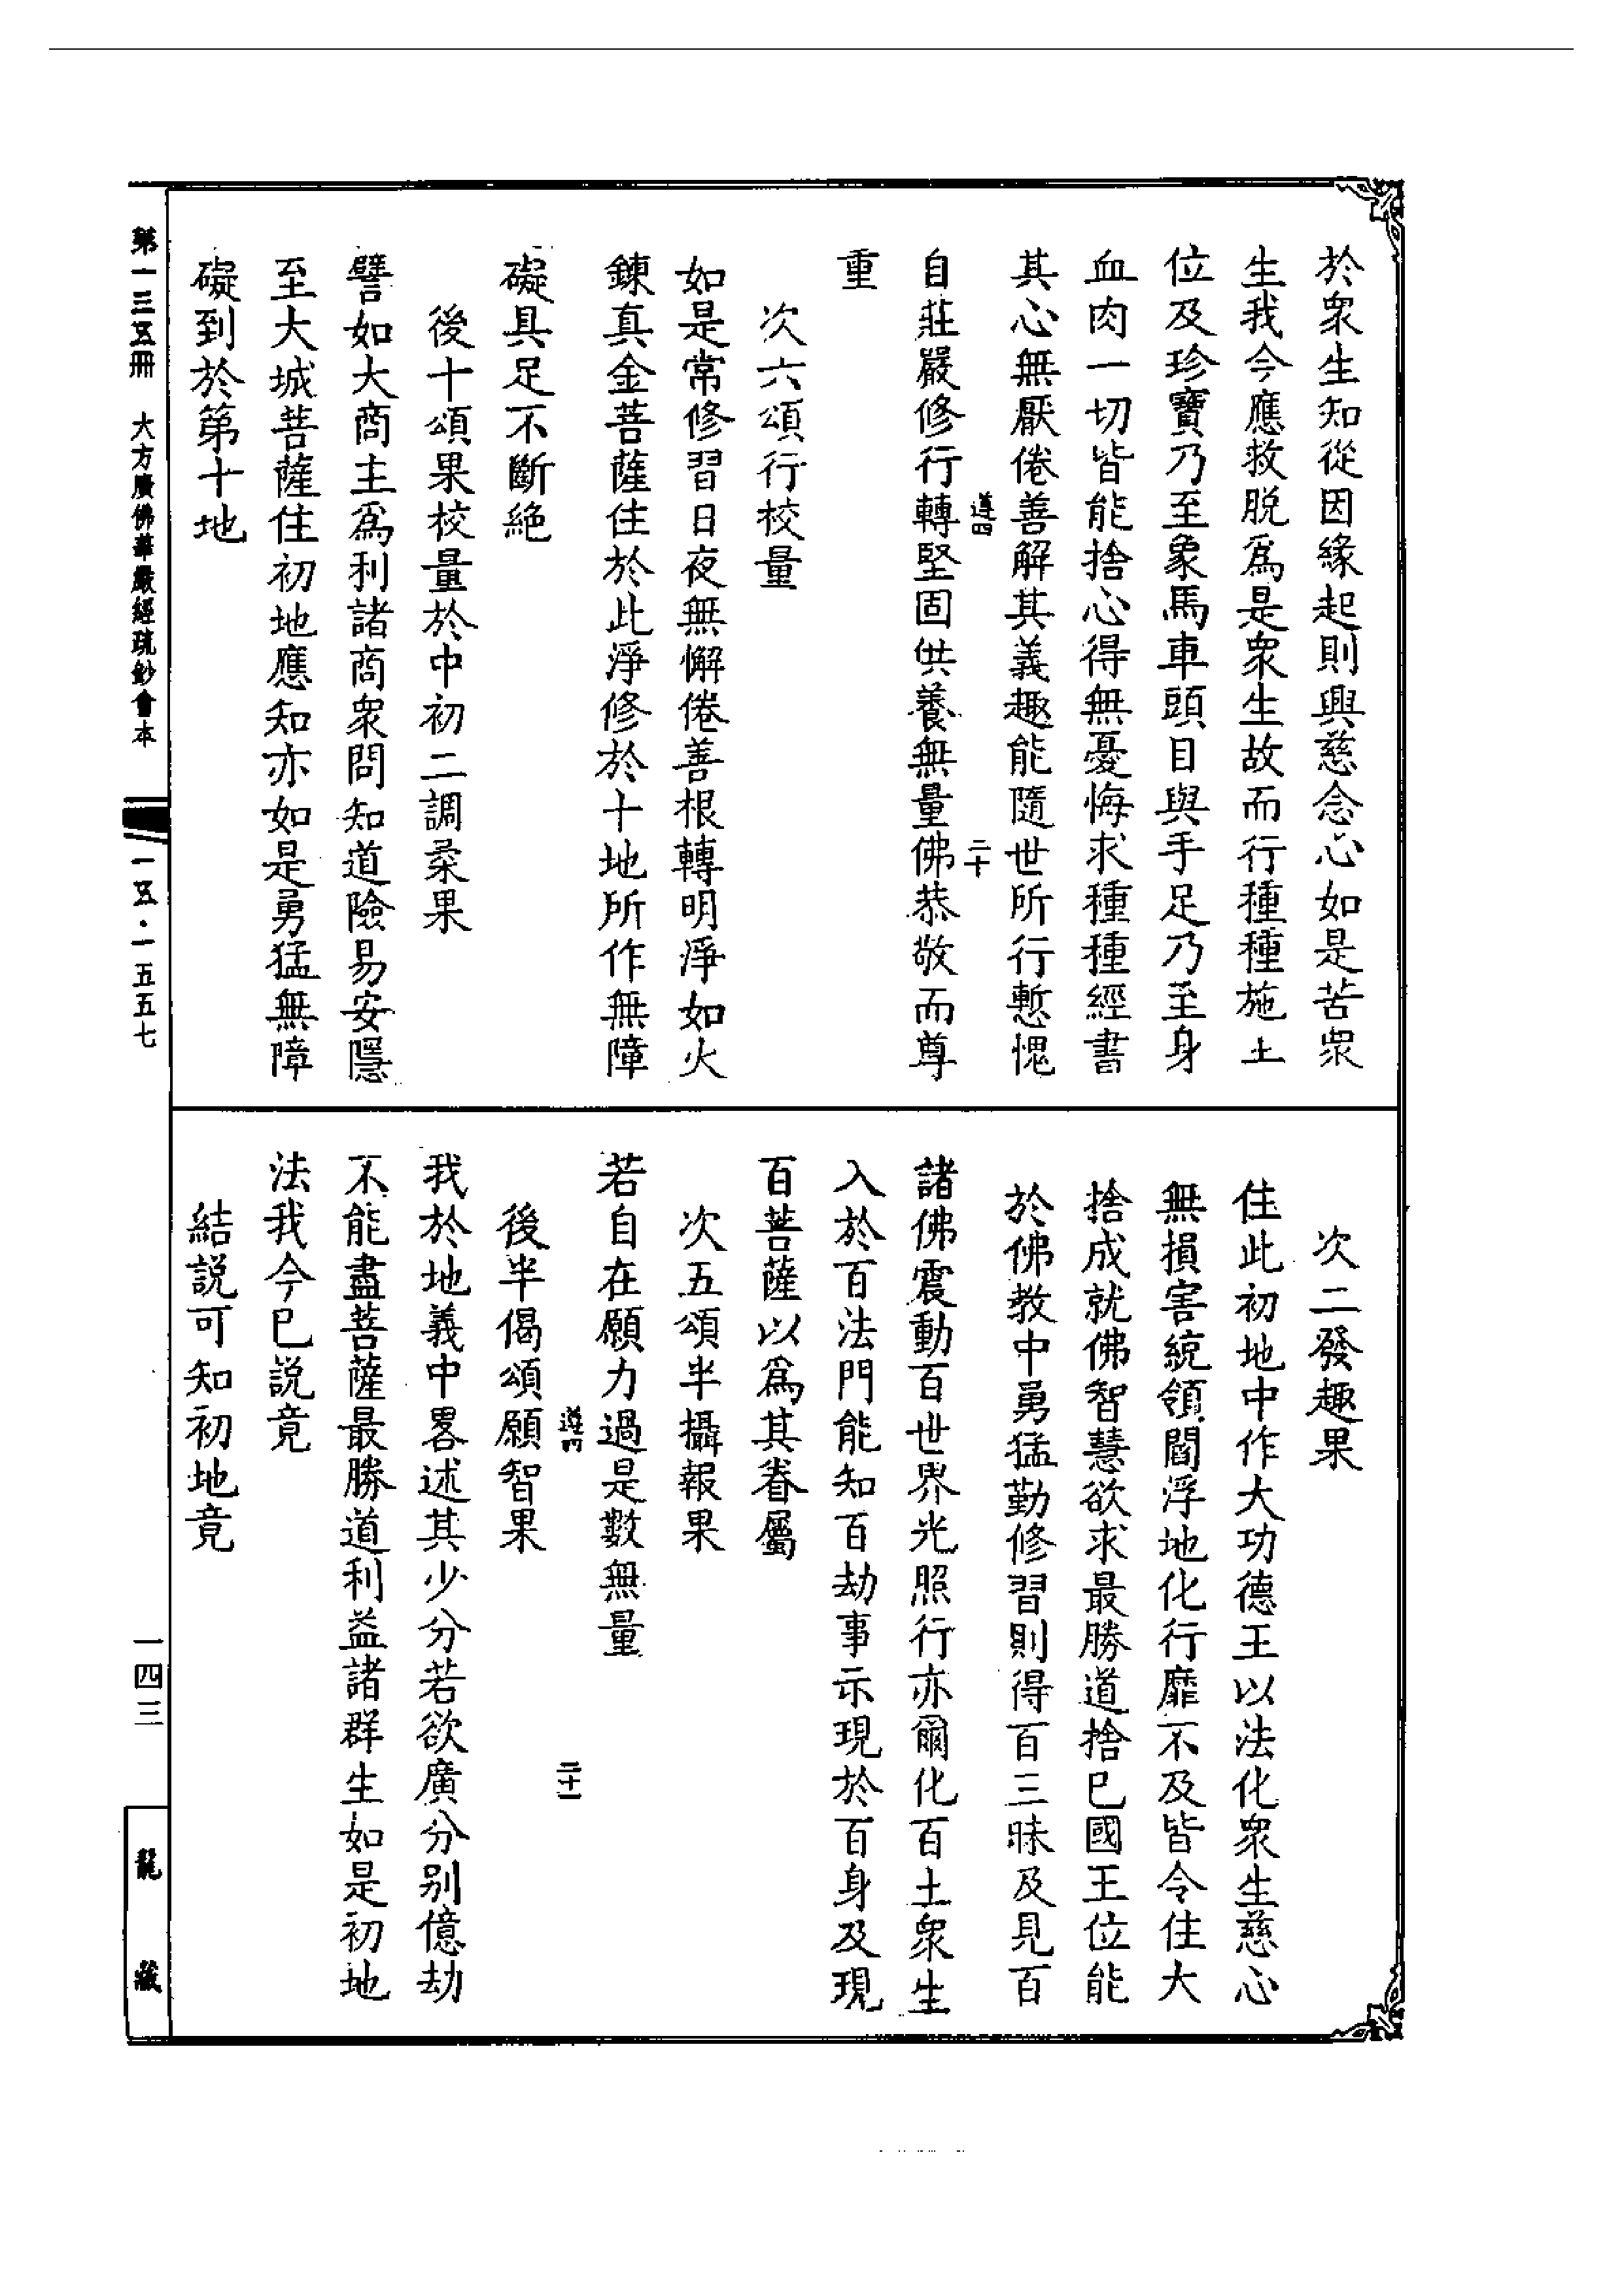 於衆生知從因緣起則興慈念心如是苦衆
生我今應救脫爲是衆生故而行種種施土
位及珍寶乃至象馬車頭目與手足乃至身
血肉一切皆能捨心得無憂悔求種種經書
其心無厭倦善解其義趣能隨世所行慙愧
遵四 二十
自莊嚴修行轉堅固供養無量佛恭敬而尊
重
次六頌行校量
如是常修習日夜無懈倦善根轉明淨如火
鍊真金菩薩住於此淨修於十地所作無障
礙具足不斷絶
後十頌果校量於中初二調柔果
譬如大商主爲利諸商衆問知道險易安隱
至大城菩薩住初地應知亦如是勇猛無障
礙到於第十地
次二發趣果
住此初地中作大功德王以法化衆生慈心
無損害統領閻浮地化行靡不及皆令住大
捨成就佛智慧欲求最勝道捨已國王位能
於佛教中勇猛勤修習則得百三昧及見百
諸佛震動百世界光照行亦爾化百土衆生
入於百法門能知百劫事示現於百身及現
百菩薩以爲其眷屬
次五頌半攝報果
若自在願力過是數無量
遵四 二十一
後半偈頌願智果
我於地義中畧述其少分若欲廣分别億劫
不能盡菩薩最勝道利益諸群生如是初地
法我今已説竟
結説可知初地竟
第一三五冊 大方廣佛華嚴經疏鈔會本
一五·一五五七
一四三
龍藏